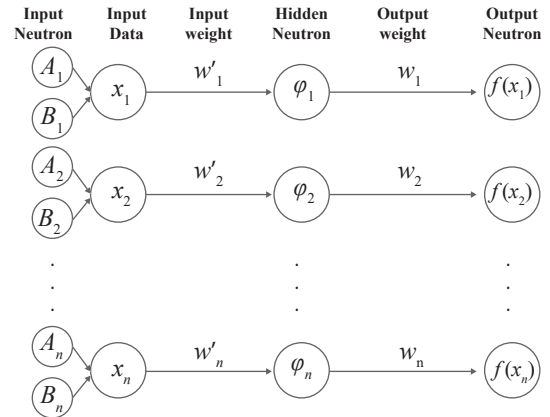 Input Neutron Input Data Input weight Hidden Neutron Output weight Output Neutron
A₁ w′₁ w₁
x₁ φ₁ f(x₁)
B₁
A₂ w′₂ w₂
x₂ φ₂ f(x₂)
B₂
. . . .
. . . .
. . . .
Aₙ w′ₙ wₙ
xₙ φₙ f(xₙ)
Bₙ